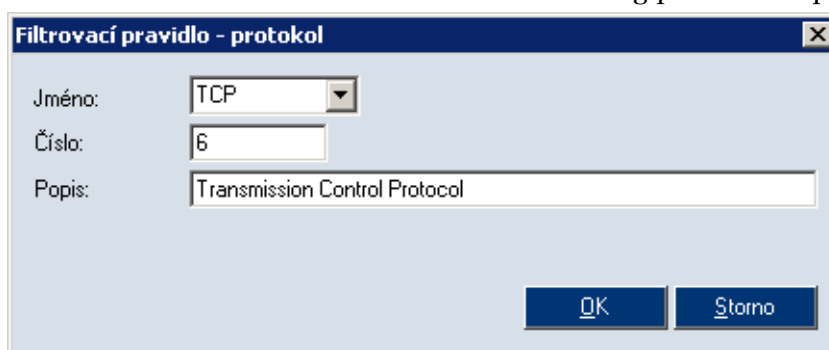 Filtrovací pravidlo - protokol
Jméno: TCP
Číslo: 6
Popis: Transmission Control Protocol
OK Storno